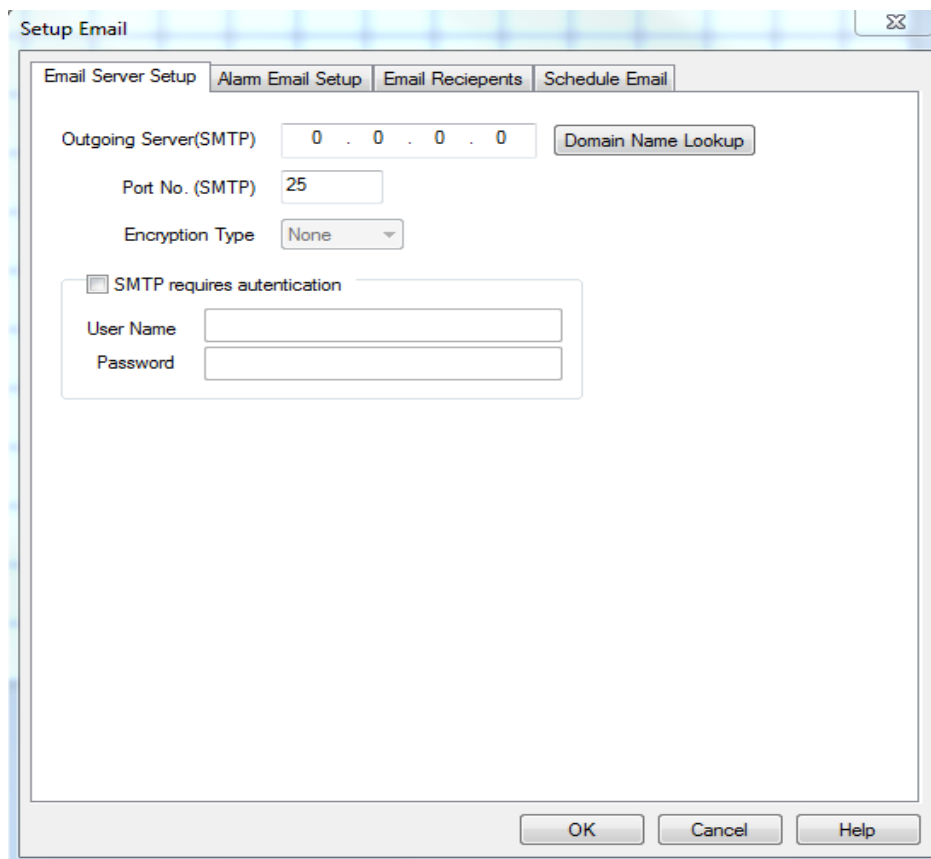 Setup Email
Email Server Setup Alarm Email Setup Email Reciepents Schedule Email
Outgoing Server(SMTP) 0 . 0 . 0 . 0 Domain Name Lookup
Port No. (SMTP) 25
Encryption Type None
SMTP requires autentication
User Name
Password
OK Cancel Help